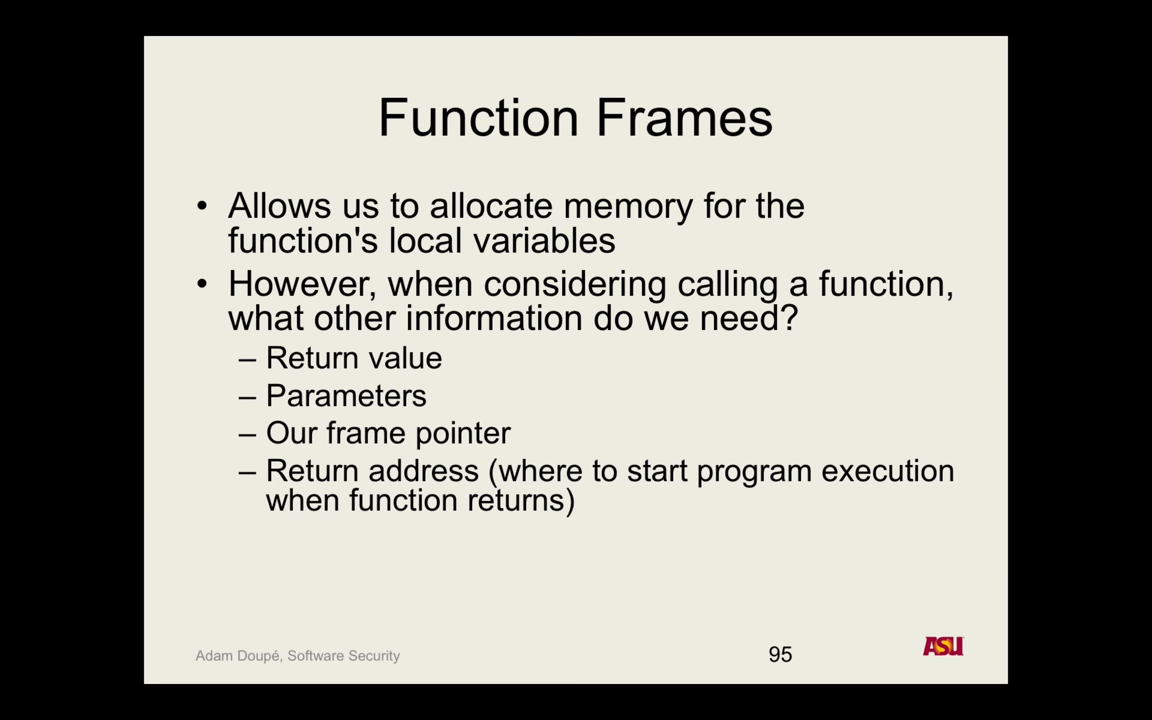 Function Frames
• Allows us to allocate memory for the
function's local variables
• However, when considering calling a function,
what other information do we need?
– Return value
– Parameters
– Our frame pointer
– Return address (where to start program execution
when function returns)
Adam Doupé, Software Security
95
ASU